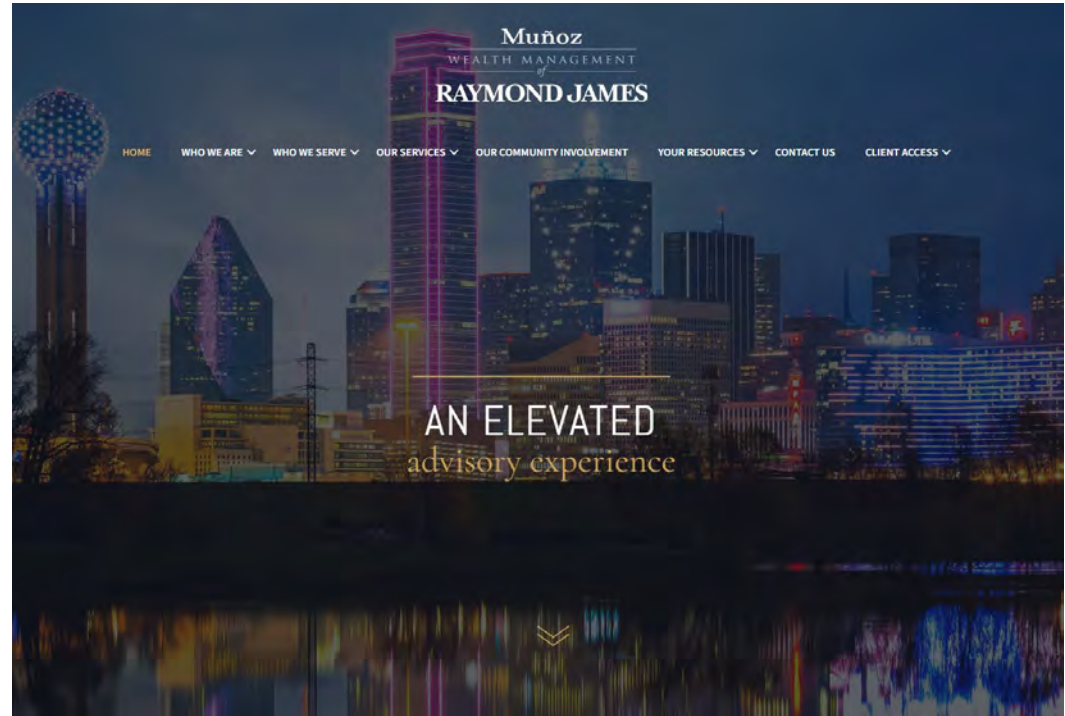 Muñoz
WEALTH MANAGEMENT
of
RAYMOND JAMES
HOME WHO WE ARE WHO WE SERVE OUR SERVICES OUR COMMUNITY INVOLVEMENT YOUR RESOURCES CONTACT US CLIENT ACCESS
AN ELEVATED
advisory experience